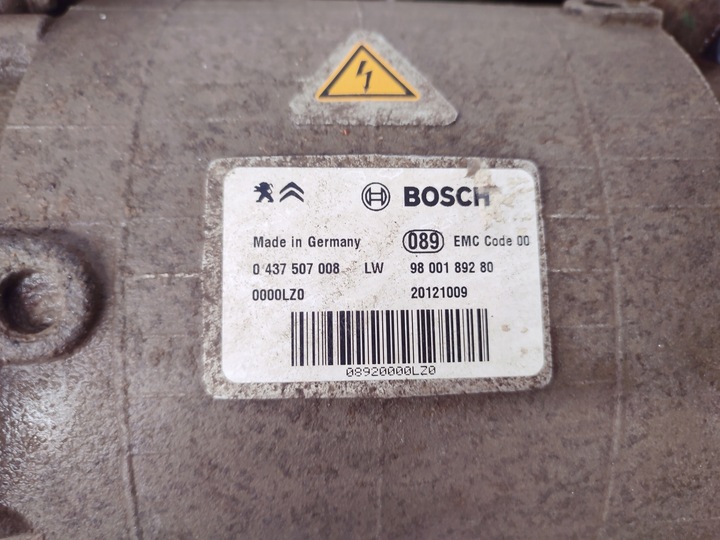 BOSCH
Made in Germany 089 EMC Code 00
0 437 507 008 LW 98 001 892 80
0000LZ0 20121009
08920000LZ0